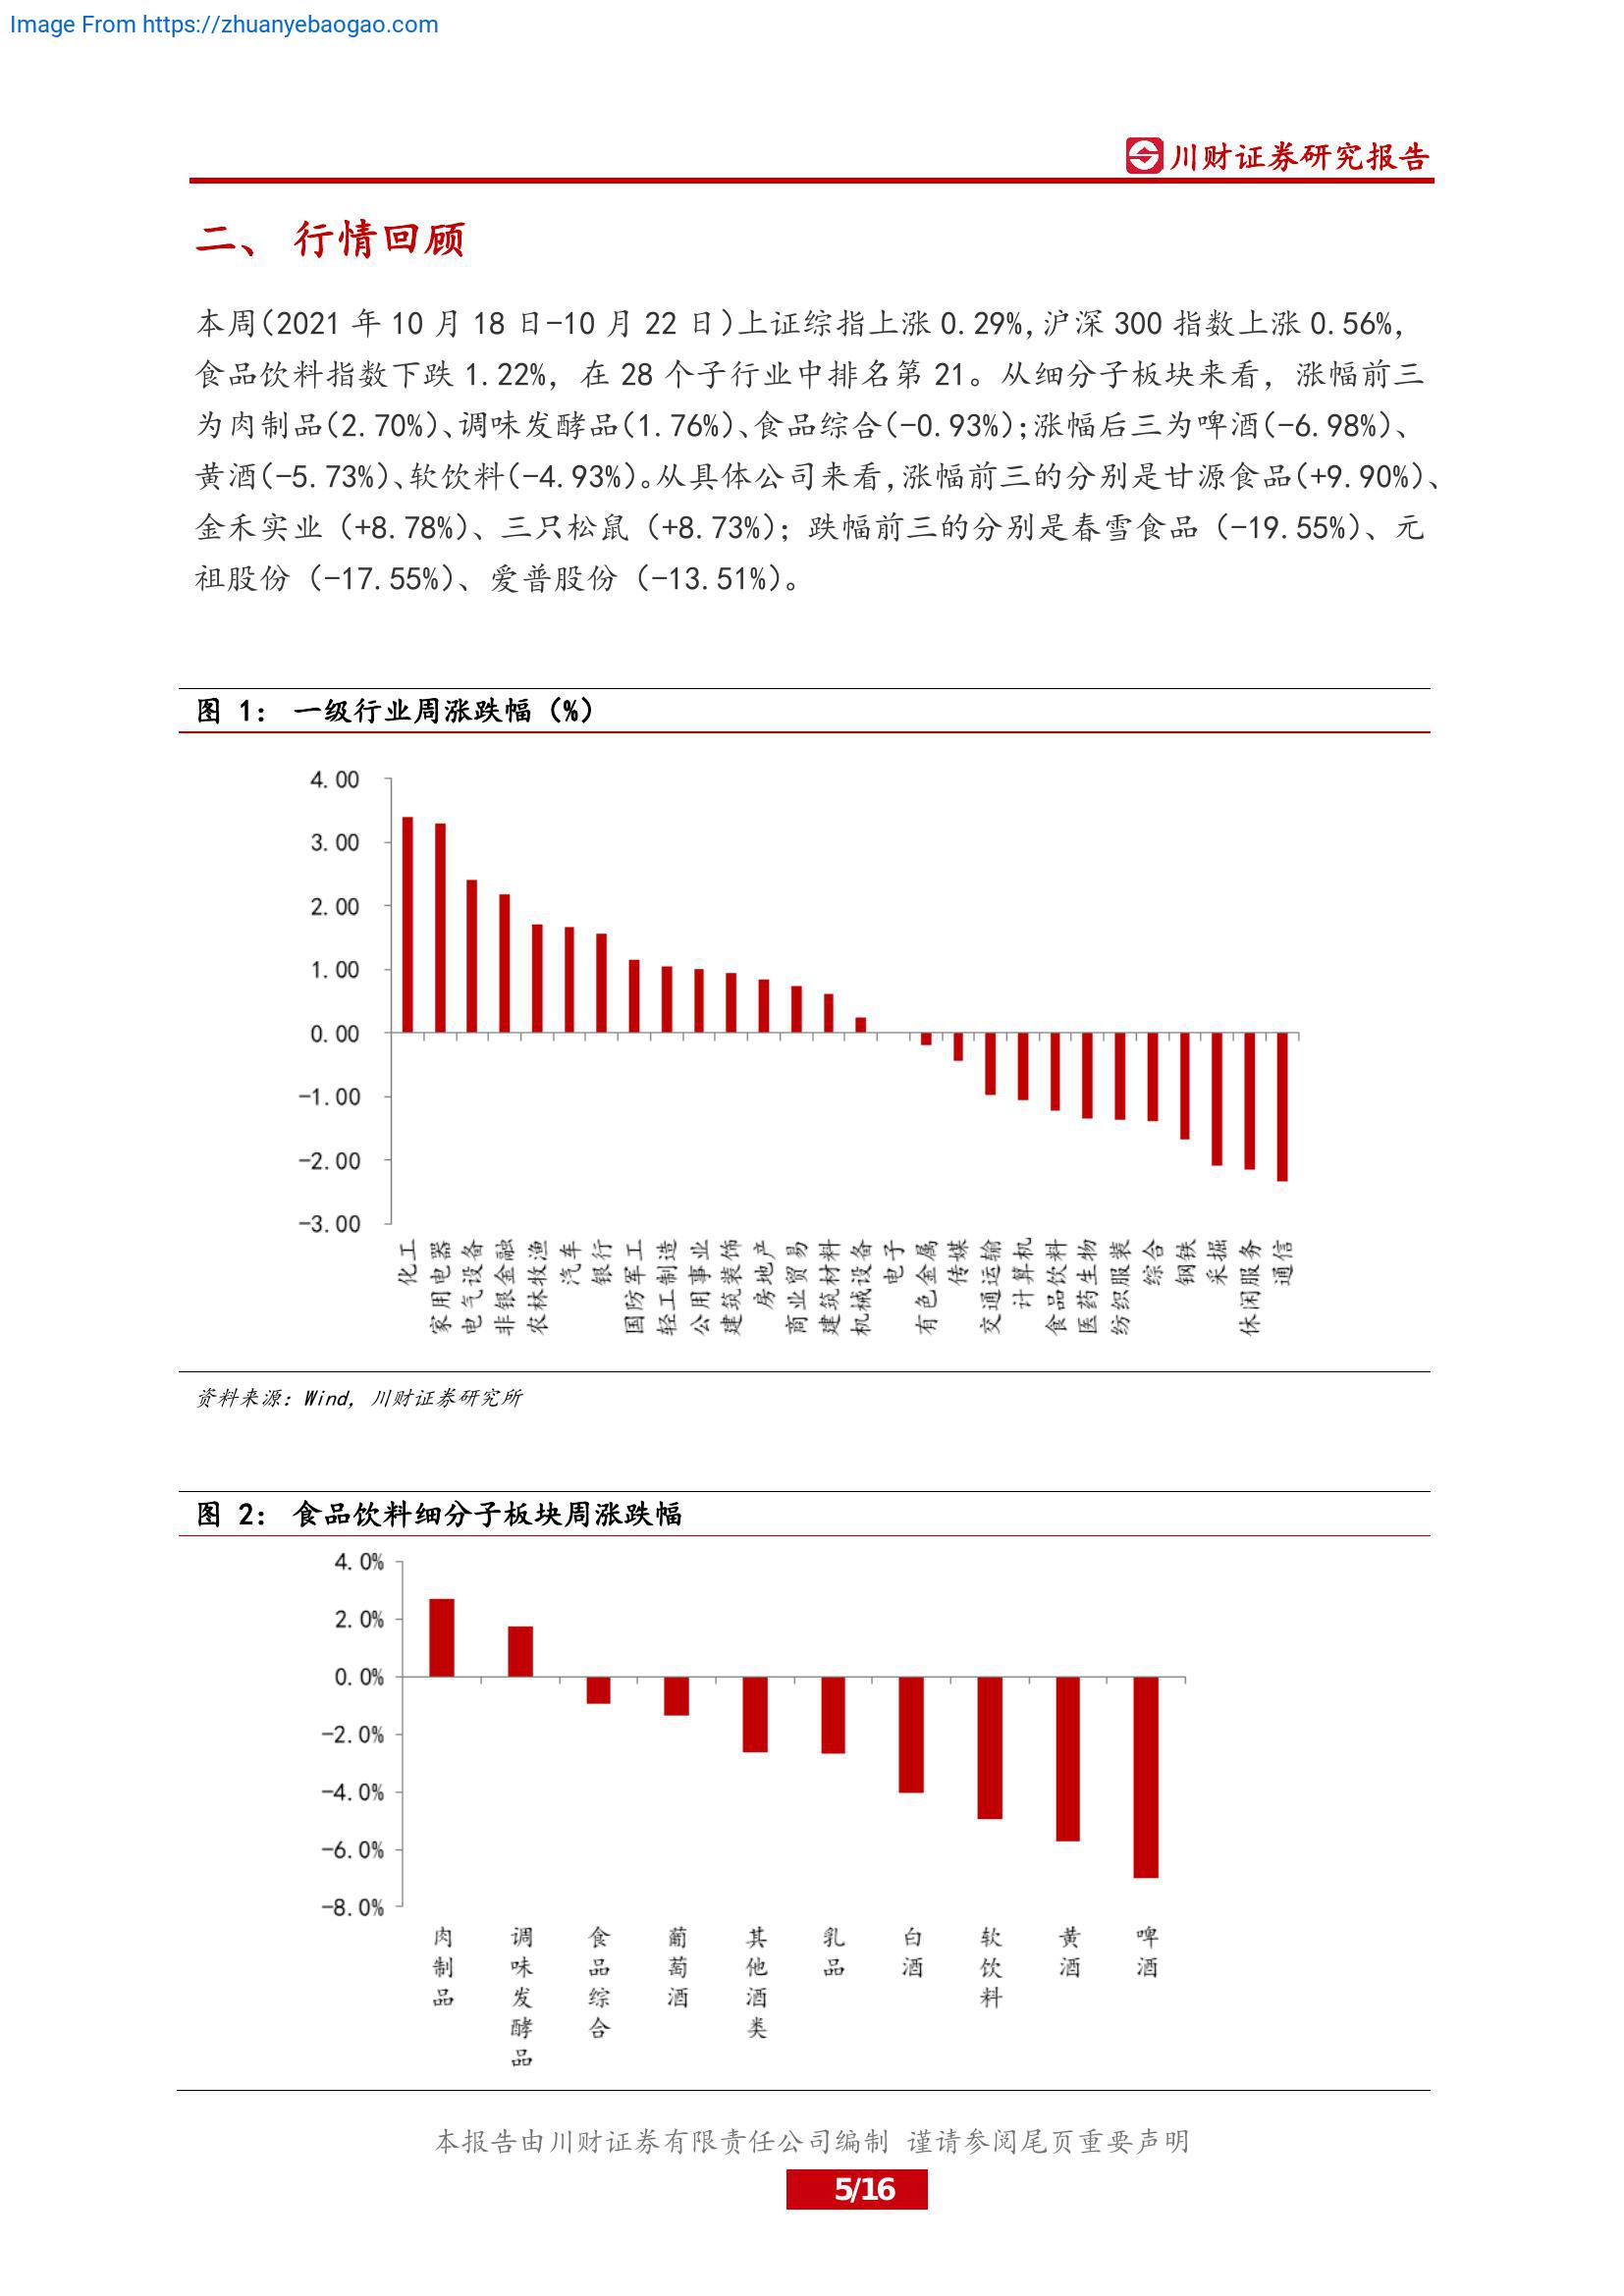 Image From https://zhuanyebaogao.com
川财证券研究报告
二、 行情回顾
本周(2021 年 10 月 18 日-10 月 22 日)上证综指上涨 0.29%,沪深 300 指数上涨 0.56%,
食品饮料指数下跌 1.22%, 在 28 个子行业中排名第 21。从细分子板块来看, 涨幅前三
为肉制品(2.70%)、调味发酵品(1.76%)、食品综合(-0.93%);涨幅后三为啤酒(-6.98%)、
黄酒(-5.73%)、软饮料(-4.93%)。从具体公司来看,涨幅前三的分别是甘源食品(+9.90%)、
金禾实业（+8.78%)、三只松鼠（+8.73%); 跌幅前三的分别是春雪食品（-19.55%)、元
祖股份（-17.55%)、爱普股份（-13.51%)。
图 1: 一级行业周涨跌幅（%）
4.00
3.00
2.00
1.00
0.00
-1.00
-2.00
-3.00
化工
家用电器
电气设备
非银金融
农林牧渔
汽车
银行
国防军工
轻工制造
公用事业
建筑装饰
房地产
商业贸易
建筑材料
机械设备
电子
有色金属
传媒
交通运输
计算机
食品饮料
医药生物
纺织服装
综合
钢铁
采掘
休闲服务
通信
资料来源: Wind, 川财证券研究所
图 2: 食品饮料细分子板块周涨跌幅
4.0%
2.0%
0.0%
-2.0%
-4.0%
-6.0%
-8.0%
肉制品
调味发酵品
食品综合
葡萄酒
其他酒类
乳品
白酒
软饮料
黄酒
啤酒
本报告由川财证券有限责任公司编制 谨请参阅尾页重要声明
5/16